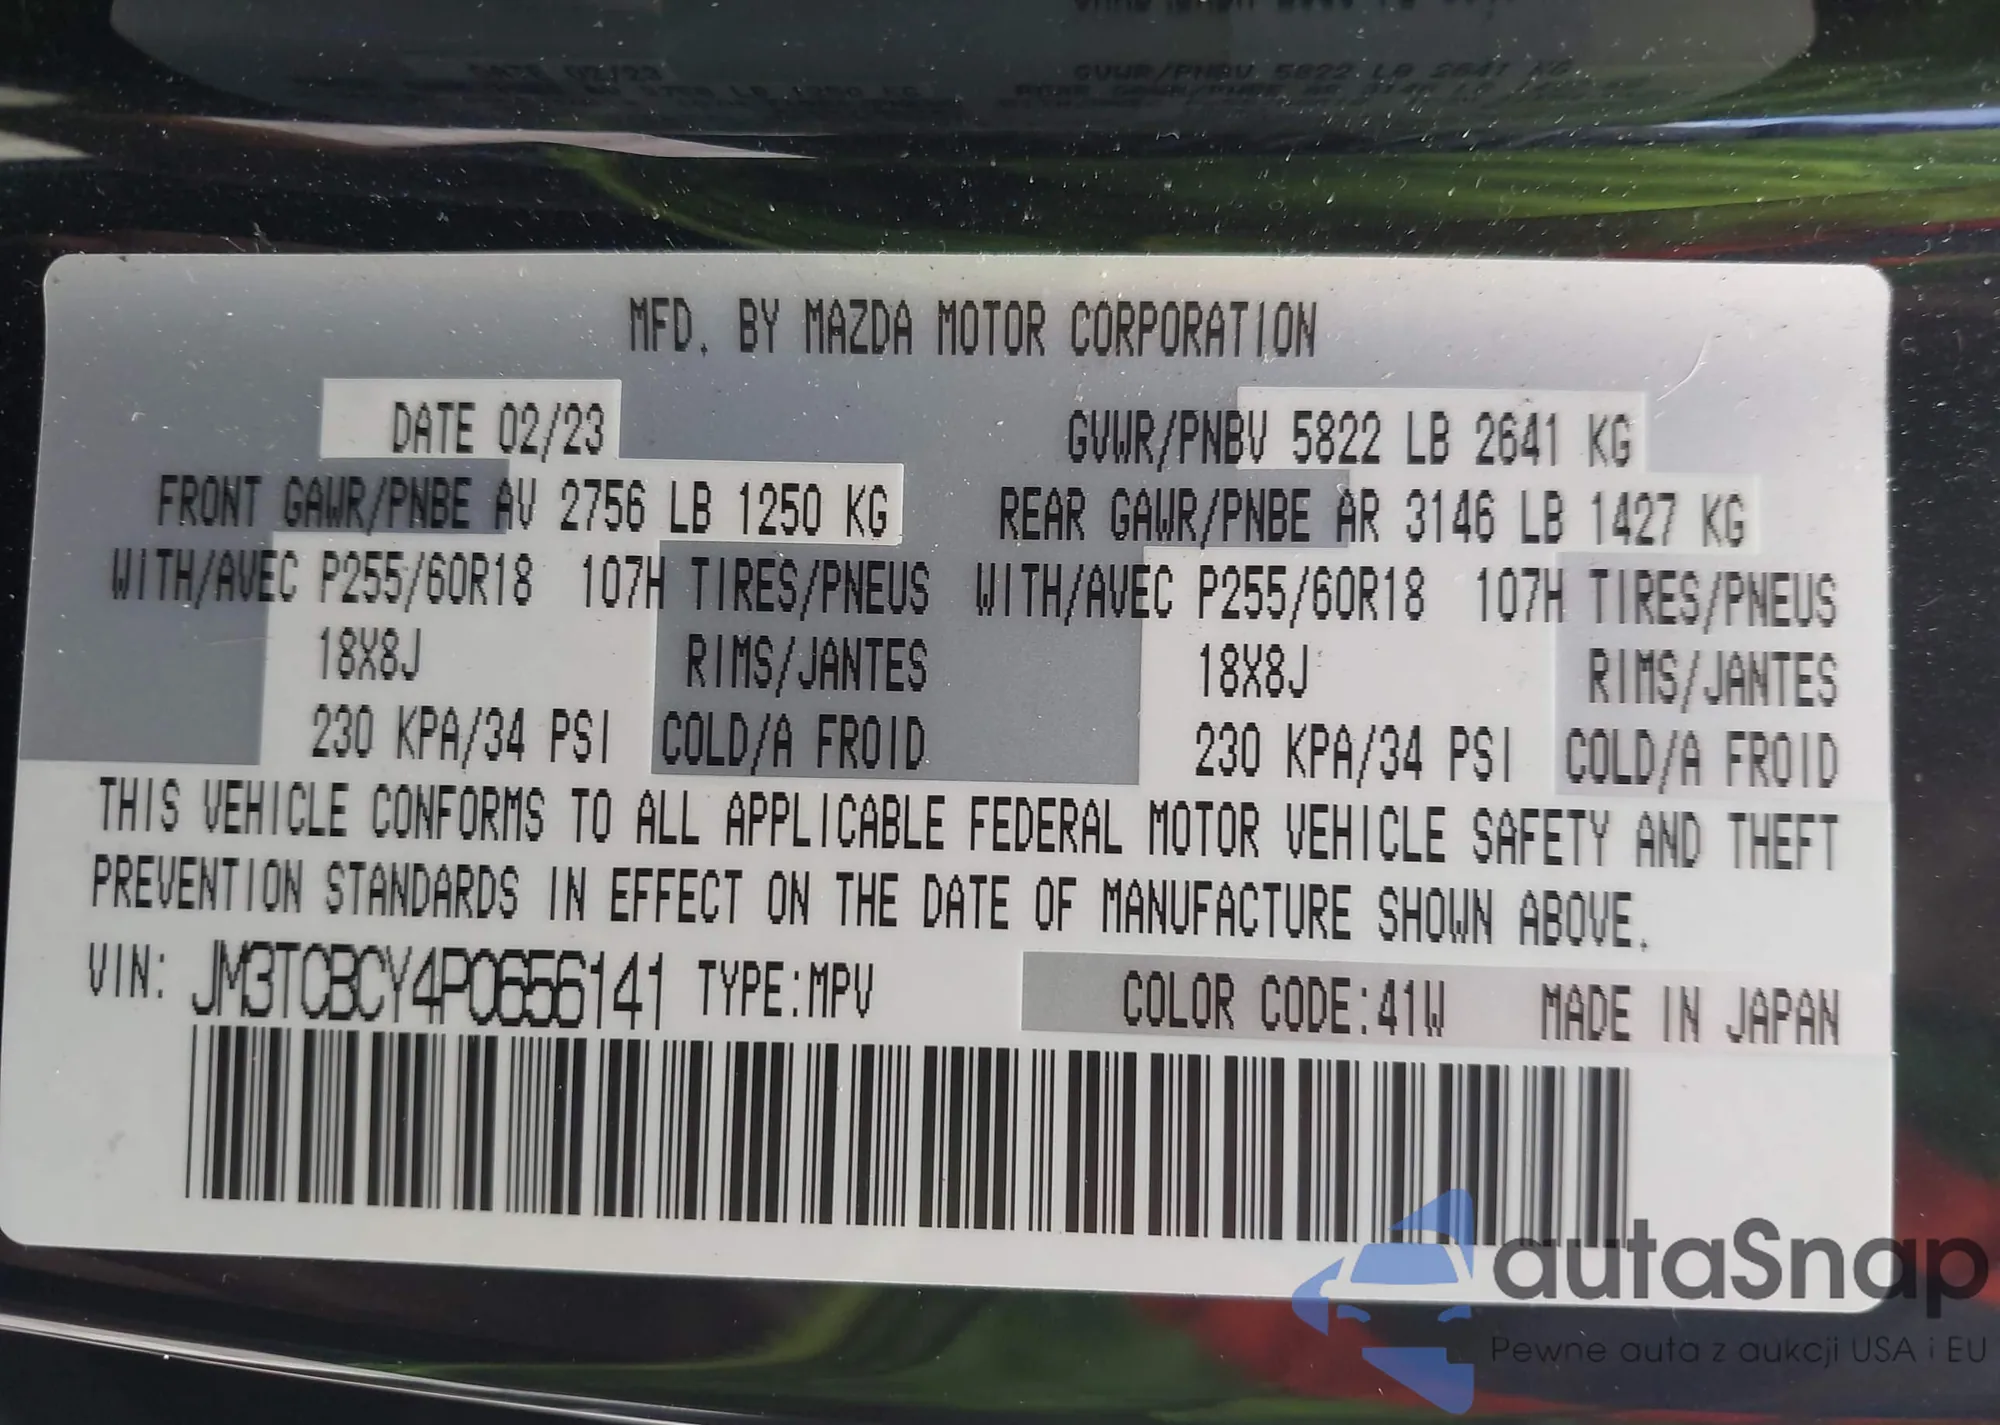 MFD. BY MAZDA MOTOR CORPORATION
DATE 02/23 GVWR/PNBV 5822 LB 2641 KG
FRONT GAWR/PNBE AV 2756 LB 1250 KG REAR GAWR/PNBE AR 3146 LB 1427 KG
WITH/AVEC P255/60R18 107H TIRES/PNEUS WITH/AVEC P255/60R18 107H TIRES/PNEUS
18X8J RIMS/JANTES 18X8J RIMS/JANTES
230 KPA/34 PSI COLD/A FROID 230 KPA/34 PSI COLD/A FROID
THIS VEHICLE CONFORMS TO ALL APPLICABLE FEDERAL MOTOR VEHICLE SAFETY AND THEFT
PREVENTION STANDARDS IN EFFECT ON THE DATE OF MANUFACTURE SHOWN ABOVE.
VIN: JM3TCBCY4P0656141 TYPE:MPV COLOR CODE:41W MADE IN JAPAN
autaSnap
Pewne auta z aukcji USA i EU